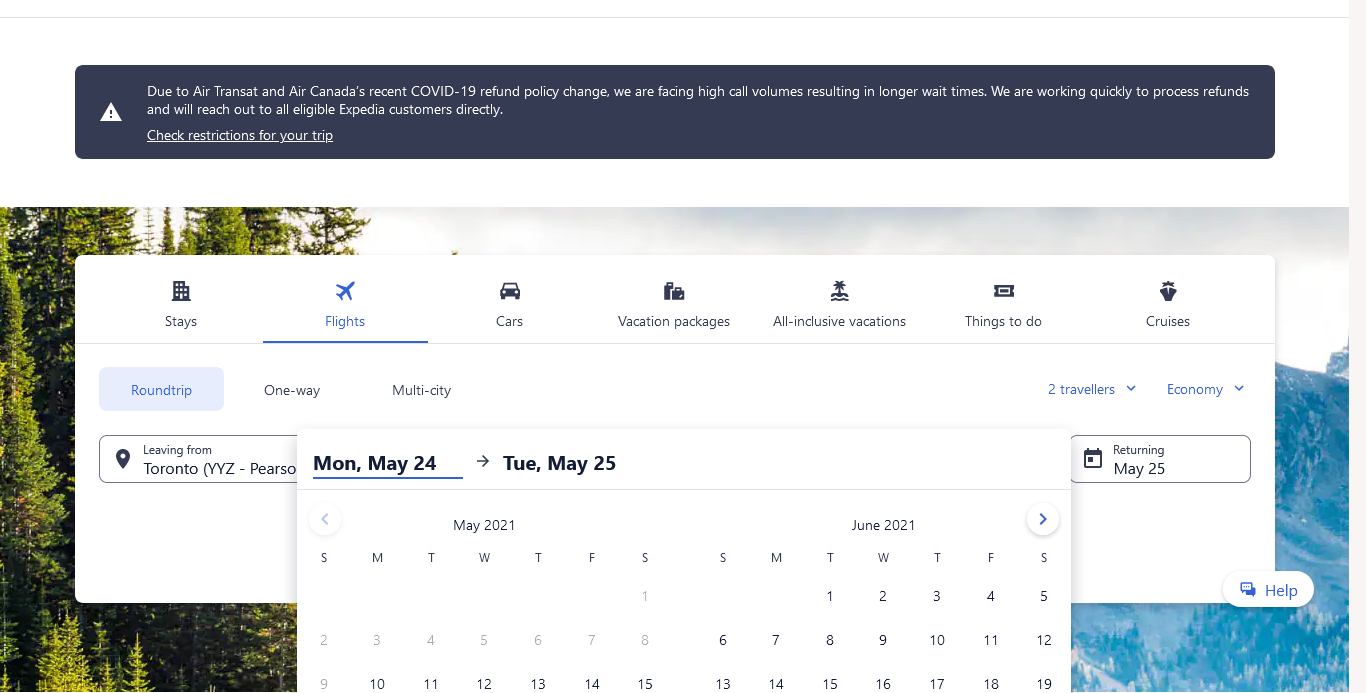 Due to Air Transat and Air Canada's recent COVID-19 refund policy change, we are facing high call volumes resulting in longer wait times. We are working quickly to process refunds
and will reach out to all eligible Expedia customers directly.
Check restrictions for your trip
Stays Flights Cars Vacation packages All-inclusive vacations Things to do Cruises
Roundtrip One-way Multi-city 2 travellers Economy
Leaving from Returning
Toronto (YYZ - Pearso May 25
Mon, May 24 → Tue, May 25
May 2021 June 2021
S M T W T F S S M T W T F S
1 1 2 3 4 5
Help
2 3 4 5 6 7 8 6 7 8 9 10 11 12
9 10 11 12 13 14 15 13 14 15 16 17 18 19